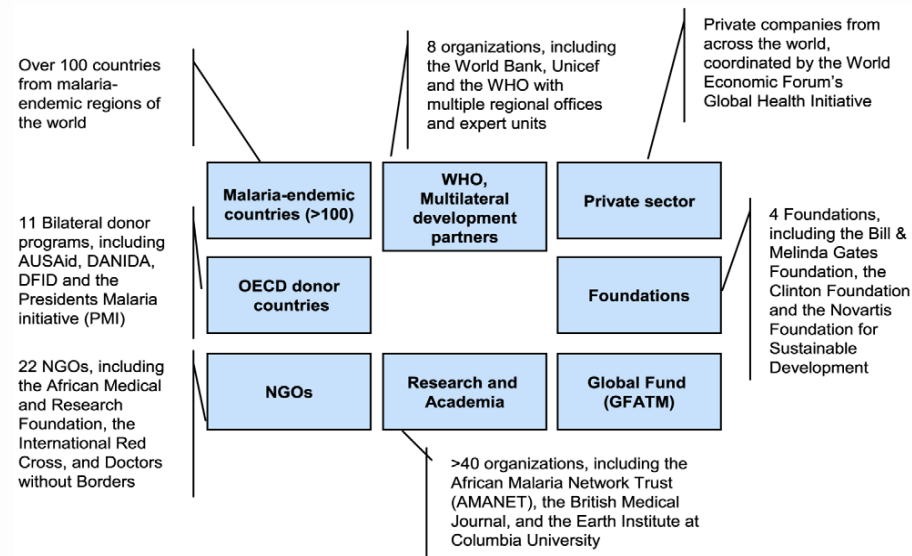 Over 100 countries
from malaria-
endemic regions of
the world
8 organizations, including
the World Bank, Unicef
and the WHO with
multiple regional offices
and expert units
Private companies from
across the world,
coordinated by the World
Economic Forum's
Global Health Initiative
Malaria-endemic
countries (>100)
WHO,
Multilateral
development
partners
Private sector
11 Bilateral donor
programs, including
AUSAid, DANIDA,
DFID and the
Presidents Malaria
initiative (PMI)
OECD donor
countries
Foundations
4 Foundations,
including the Bill &
Melinda Gates
Foundation, the
Clinton Foundation
and the Novartis
Foundation for
Sustainable
Development
22 NGOs, including
the African Medical
and Research
Foundation, the
International Red
Cross, and Doctors
without Borders
NGOs
Research and
Academia
Global Fund
(GFATM)
>40 organizations, including the
African Malaria Network Trust
(AMANET), the British Medical
Journal, and the Earth Institute at
Columbia University